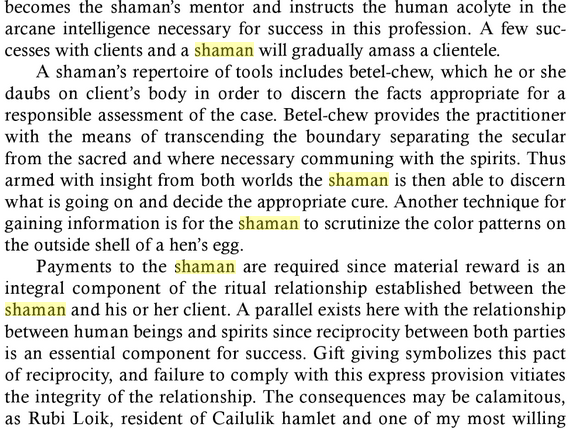 becomes the shaman's mentor and instructs the human acolyte in the
arcane intelligence necessary for success in this profession. A few suc-
cesses with clients and a shaman will gradually amass a clientele.
A shaman's repertoire of tools includes betel-chew, which he or she
daubs on client's body in order to discern the facts appropriate for a
responsible assessment of the case. Betel-chew provides the practitioner
with the means of transcending the boundary separating the secular
from the sacred and where necessary communing with the spirits. Thus
armed with insight from both worlds the shaman is then able to discern
what is going on and decide the appropriate cure. Another technique for
gaining information is for the shaman to scrutinize the color patterns on
the outside shell of a hen's egg.
Payments to the shaman are required since material reward is an
integral component of the ritual relationship established between the
shaman and his or her client. A parallel exists here with the relationship
between human beings and spirits since reciprocity between both parties
is an essential component for success. Gift giving symbolizes this pact
of reciprocity, and failure to comply with this express provision vitiates
the integrity of the relationship. The consequences may be calamitous,
as Rubi Loik, resident of Cailulik hamlet and one of my most willing